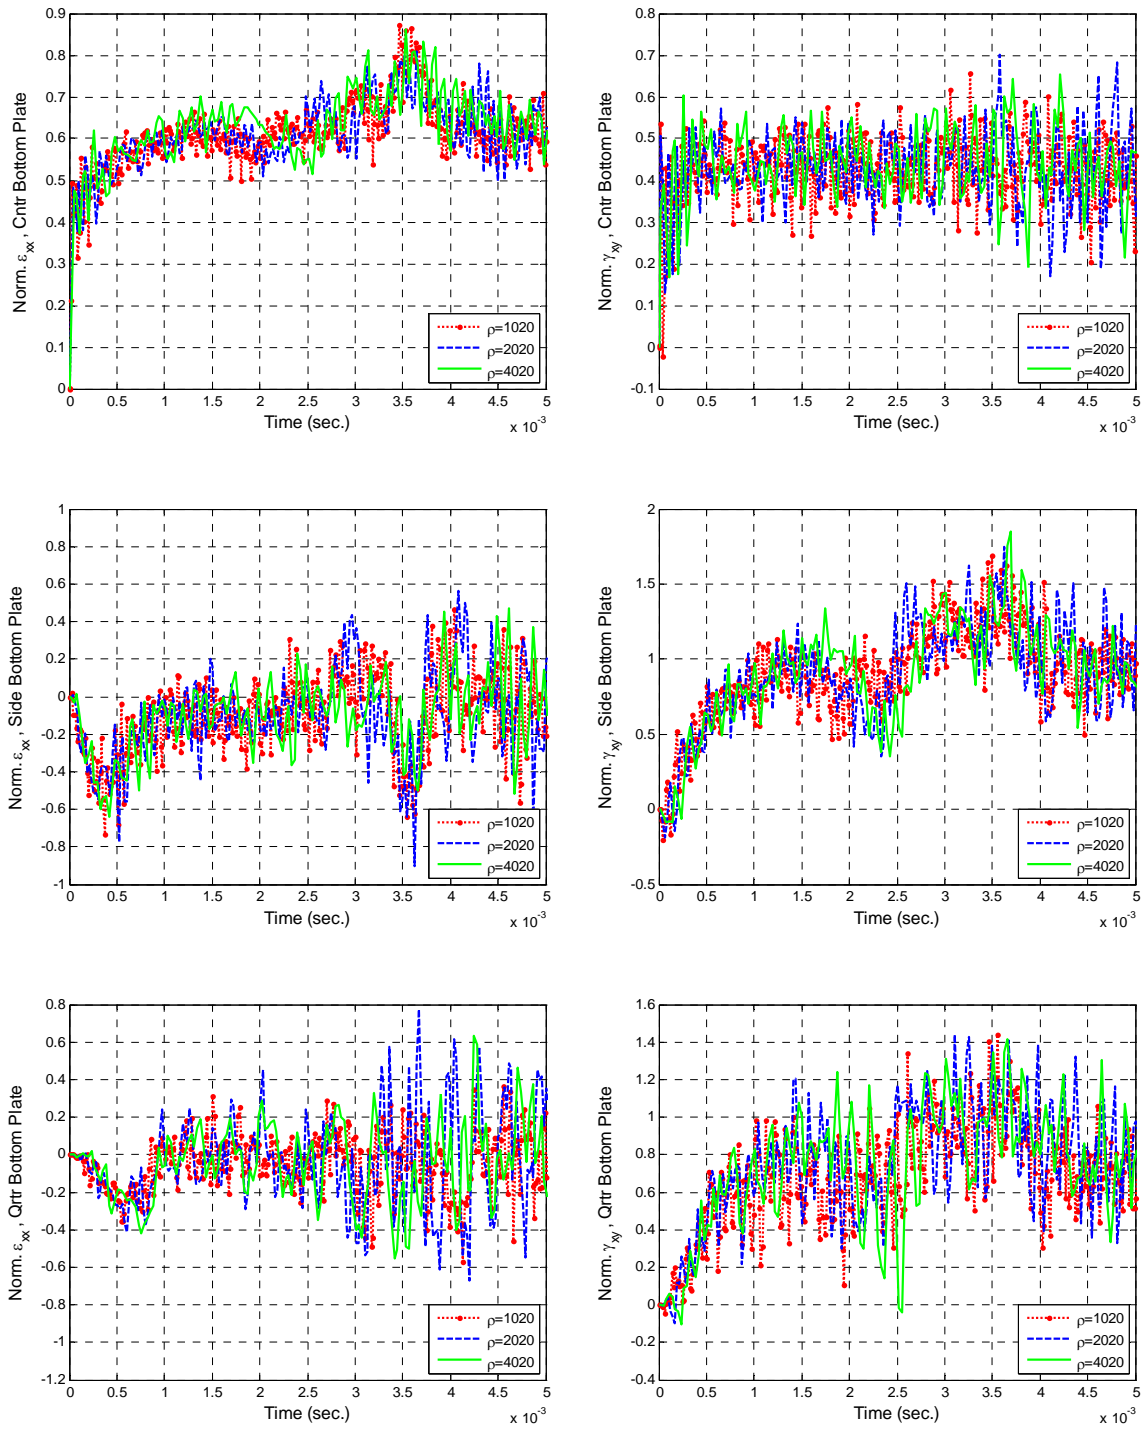 0.9
0.8
0.7
0.6
0.5
0.4
0.3
0.2
0.1
0
Norm. εxx , Cntr Bottom Plate
ρ=1020
ρ=2020
ρ=4020
0 0.5 1 1.5 2 2.5 3 3.5 4 4.5 5
Time (sec.)
x 10-3
0.8
0.7
0.6
0.5
0.4
0.3
0.2
0.1
0
-0.1
Norm. γxy , Cntr Bottom Plate
ρ=1020
ρ=2020
ρ=4020
0 0.5 1 1.5 2 2.5 3 3.5 4 4.5 5
Time (sec.)
x 10-3
1
0.8
0.6
0.4
0.2
0
-0.2
-0.4
-0.6
-0.8
-1
Norm. εxx , Side Bottom Plate
ρ=1020
ρ=2020
ρ=4020
0 0.5 1 1.5 2 2.5 3 3.5 4 4.5 5
Time (sec.)
x 10-3
2
1.5
1
0.5
0
-0.5
Norm. γxy , Side Bottom Plate
ρ=1020
ρ=2020
ρ=4020
0 0.5 1 1.5 2 2.5 3 3.5 4 4.5 5
Time (sec.)
x 10-3
0.8
0.6
0.4
0.2
0
-0.2
-0.4
-0.6
-0.8
-1
-1.2
Norm. εxx , Qrtr Bottom Plate
ρ=1020
ρ=2020
ρ=4020
0 0.5 1 1.5 2 2.5 3 3.5 4 4.5 5
Time (sec.)
x 10-3
1.6
1.4
1.2
1
0.8
0.6
0.4
0.2
0
-0.2
-0.4
Norm. γxy , Qrtr Bottom Plate
ρ=1020
ρ=2020
ρ=4020
0 0.5 1 1.5 2 2.5 3 3.5 4 4.5 5
Time (sec.)
x 10-3